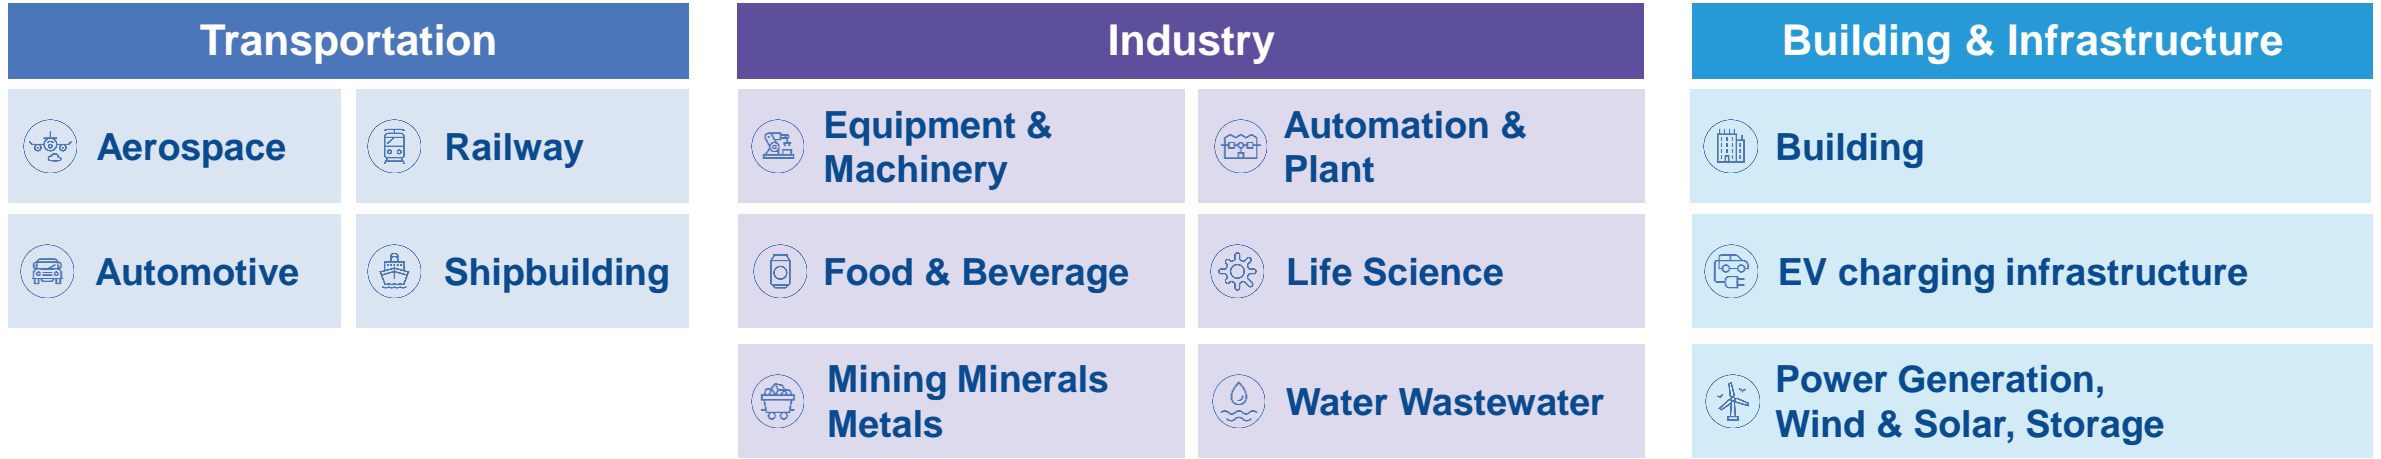 Transportation
Aerospace
Railway
Automotive
Shipbuilding
Industry
Equipment &
Machinery
Automation &
Plant
Food & Beverage
Life Science
Mining Minerals
Metals
Water Wastewater
Building & Infrastructure
Building
EV charging infrastructure
Power Generation,
Wind & Solar, Storage